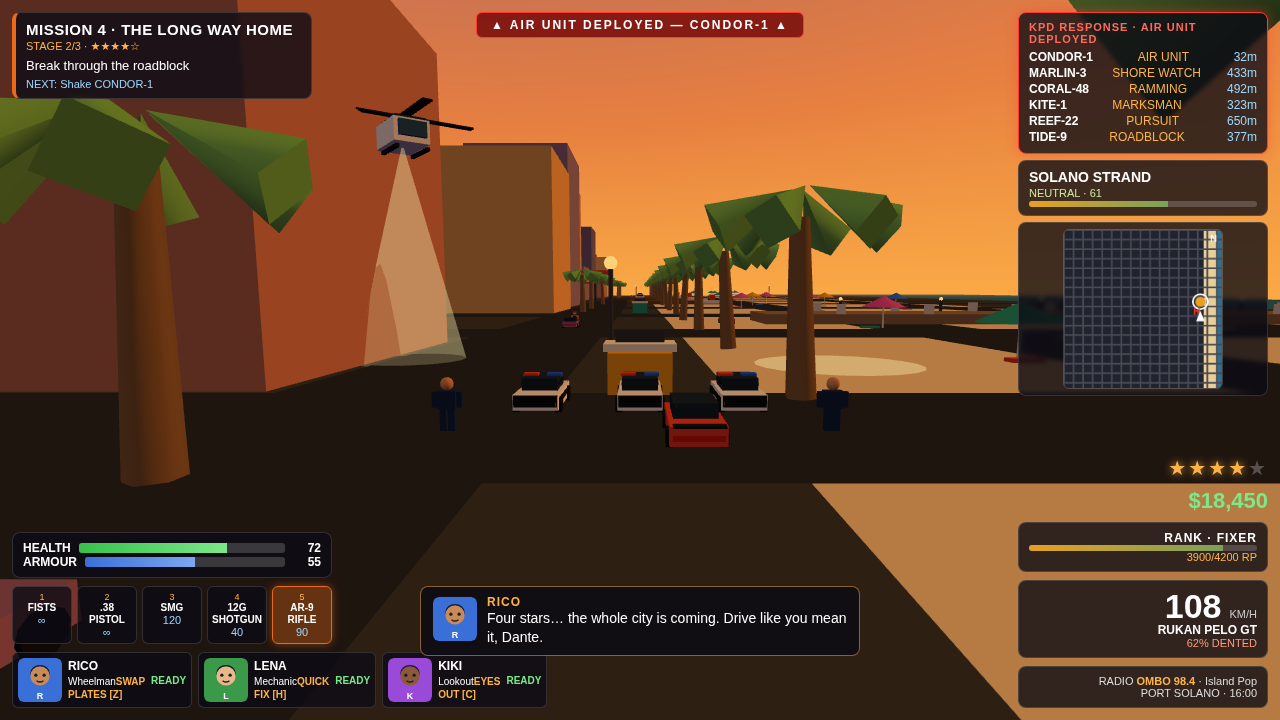 MISSION 4 · THE LONG WAY HOME
STAGE 2/3 · ★★★★☆
Break through the roadblock
NEXT: Shake CONDOR-1
▲ AIR UNIT DEPLOYED — CONDOR-1 ▲
KPD RESPONSE · AIR UNIT
DEPLOYED
CONDOR-1 AIR UNIT 32m
MARLIN-3 SHORE WATCH 433m
CORAL-48 RAMMING 492m
KITE-1 MARKSMAN 323m
REEF-22 PURSUIT 650m
TIDE-9 ROADBLOCK 377m
SOLANO STRAND
NEUTRAL · 61
★★★★★
$18,450
RANK · FIXER
3900/4200 RP
108 KM/H
RUKAN PELO GT
62% DENTED
RADIO OMBO 98.4 · Island Pop
PORT SOLANO · 16:00
HEALTH 72
ARMOUR 55
1
FISTS
∞
2
.38
PISTOL
∞
3
SMG
120
4
12G
SHOTGUN
40
5
AR-9
RIFLE
90
R
RICO
Four stars… the whole city is coming. Drive like you mean
it, Dante.
R
RICO
WheelmanSWAP READY
PLATES [Z]
L
LENA
MechanicQUICK READY
FIX [H]
K
KIKI
LookoutEYES READY
OUT [C]